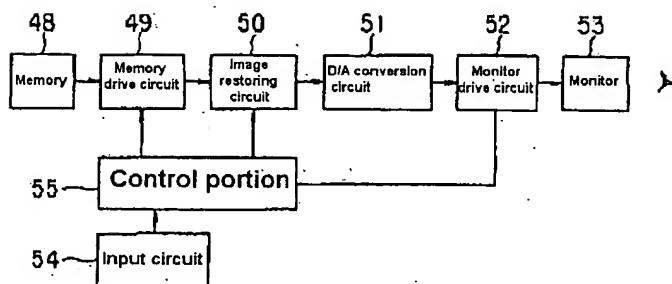 48 49 50 51 52 53
Memory
Memory
drive circuit
Image
restoring
circuit
D/A conversion
circuit
Monitor
drive circuit
Monitor
Control portion
55
54
Input circuit